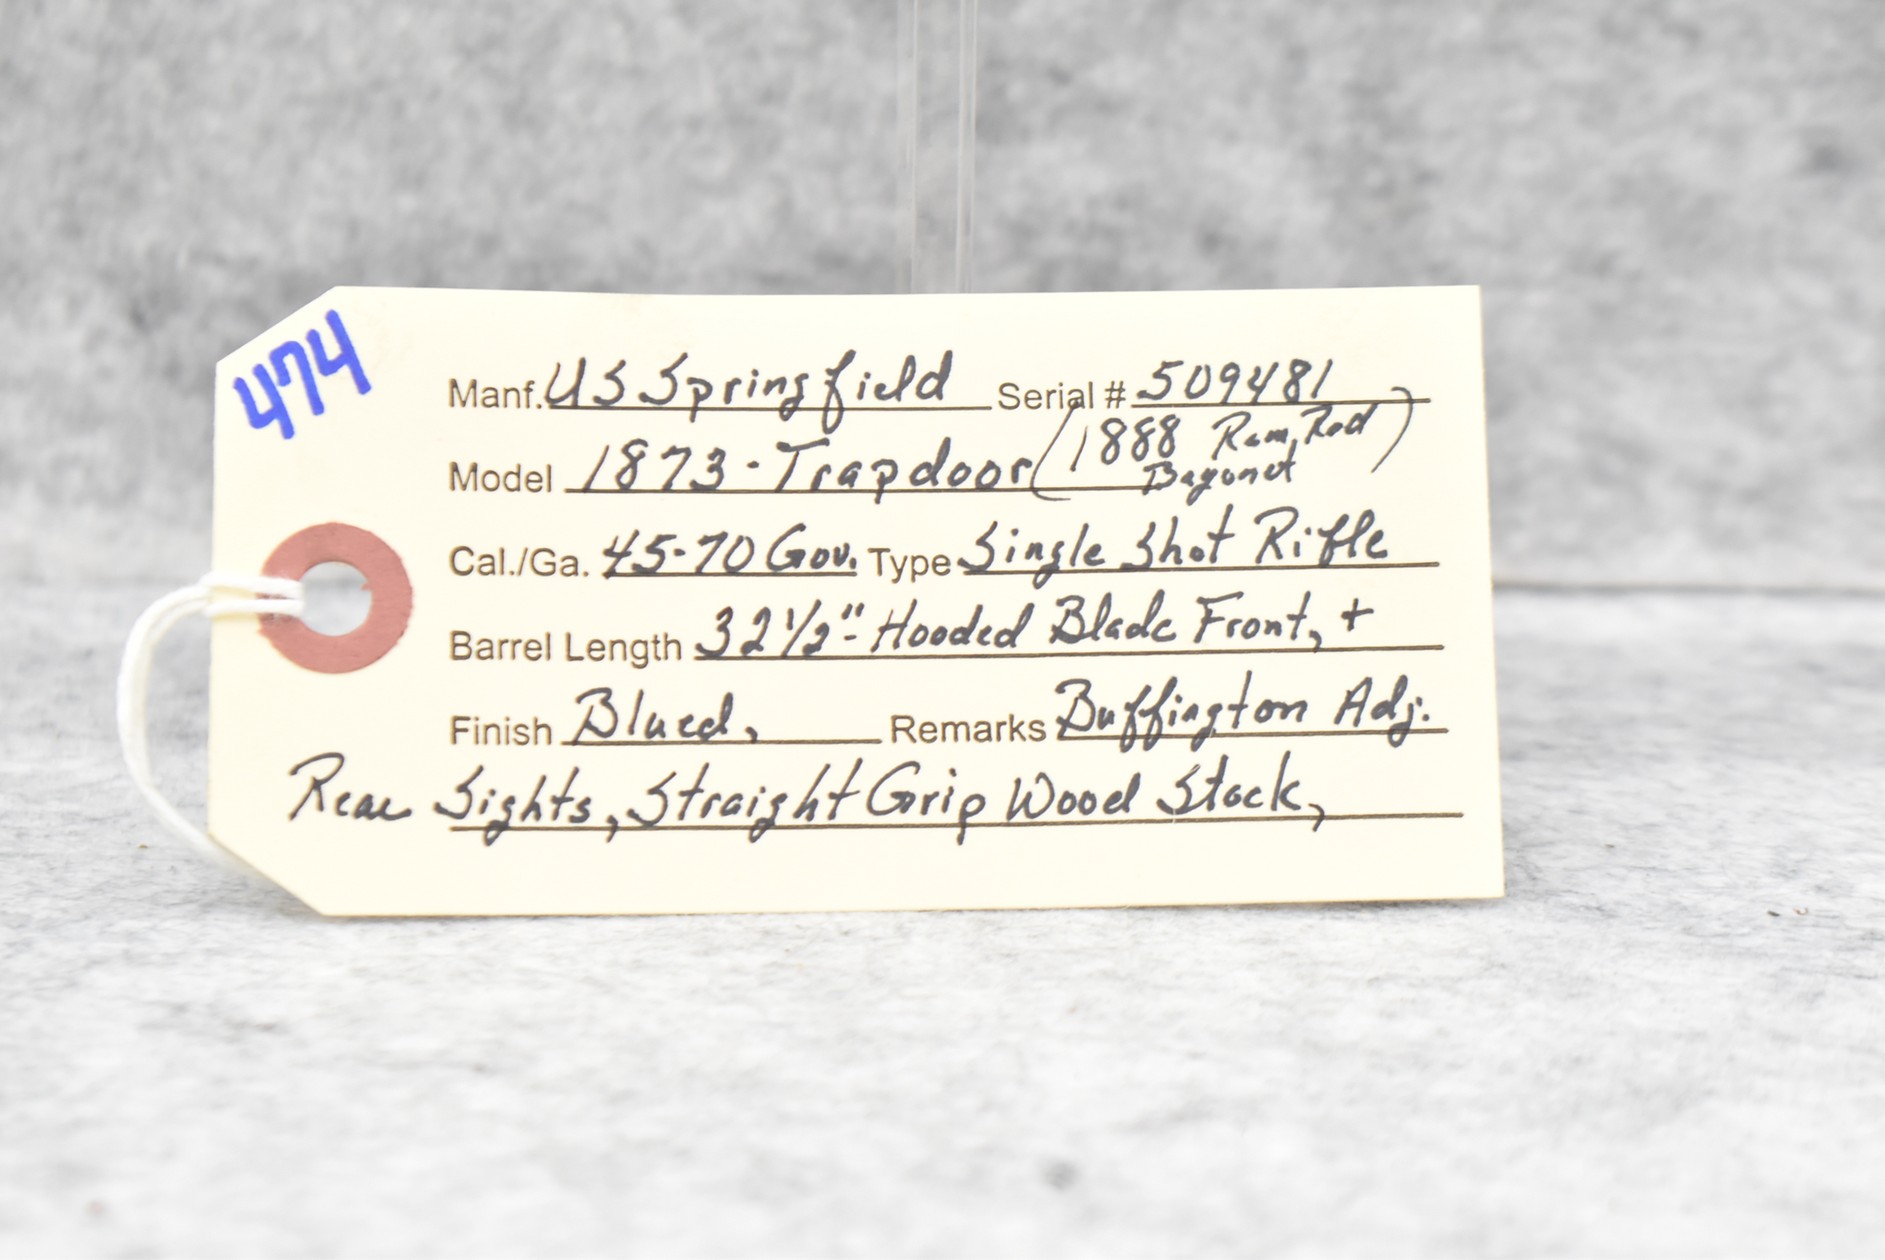 474
Manf. US Springfield Serial # 509481
Model 1873-Trapdoor (1888 Ram, Rod
Bayonet)
Cal./Ga. 45-70 Gov. Type Single Shot Rifle
Barrel Length 32 1/2"- Hooded Blade Front, +
Finish Blued, Remarks Buffington Adj.
Rear Sights, Straight Grip Wood Stock,